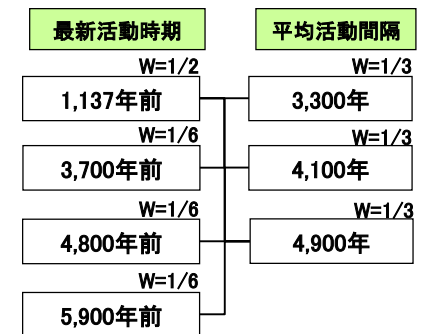 最新活動時期
平均活動間隔
W=1/2
W=1/3
1,137年前
3,300年
W=1/6
W=1/3
3,700年前
4,100年
W=1/6
W=1/3
4,800年前
4,900年
W=1/6
5,900年前